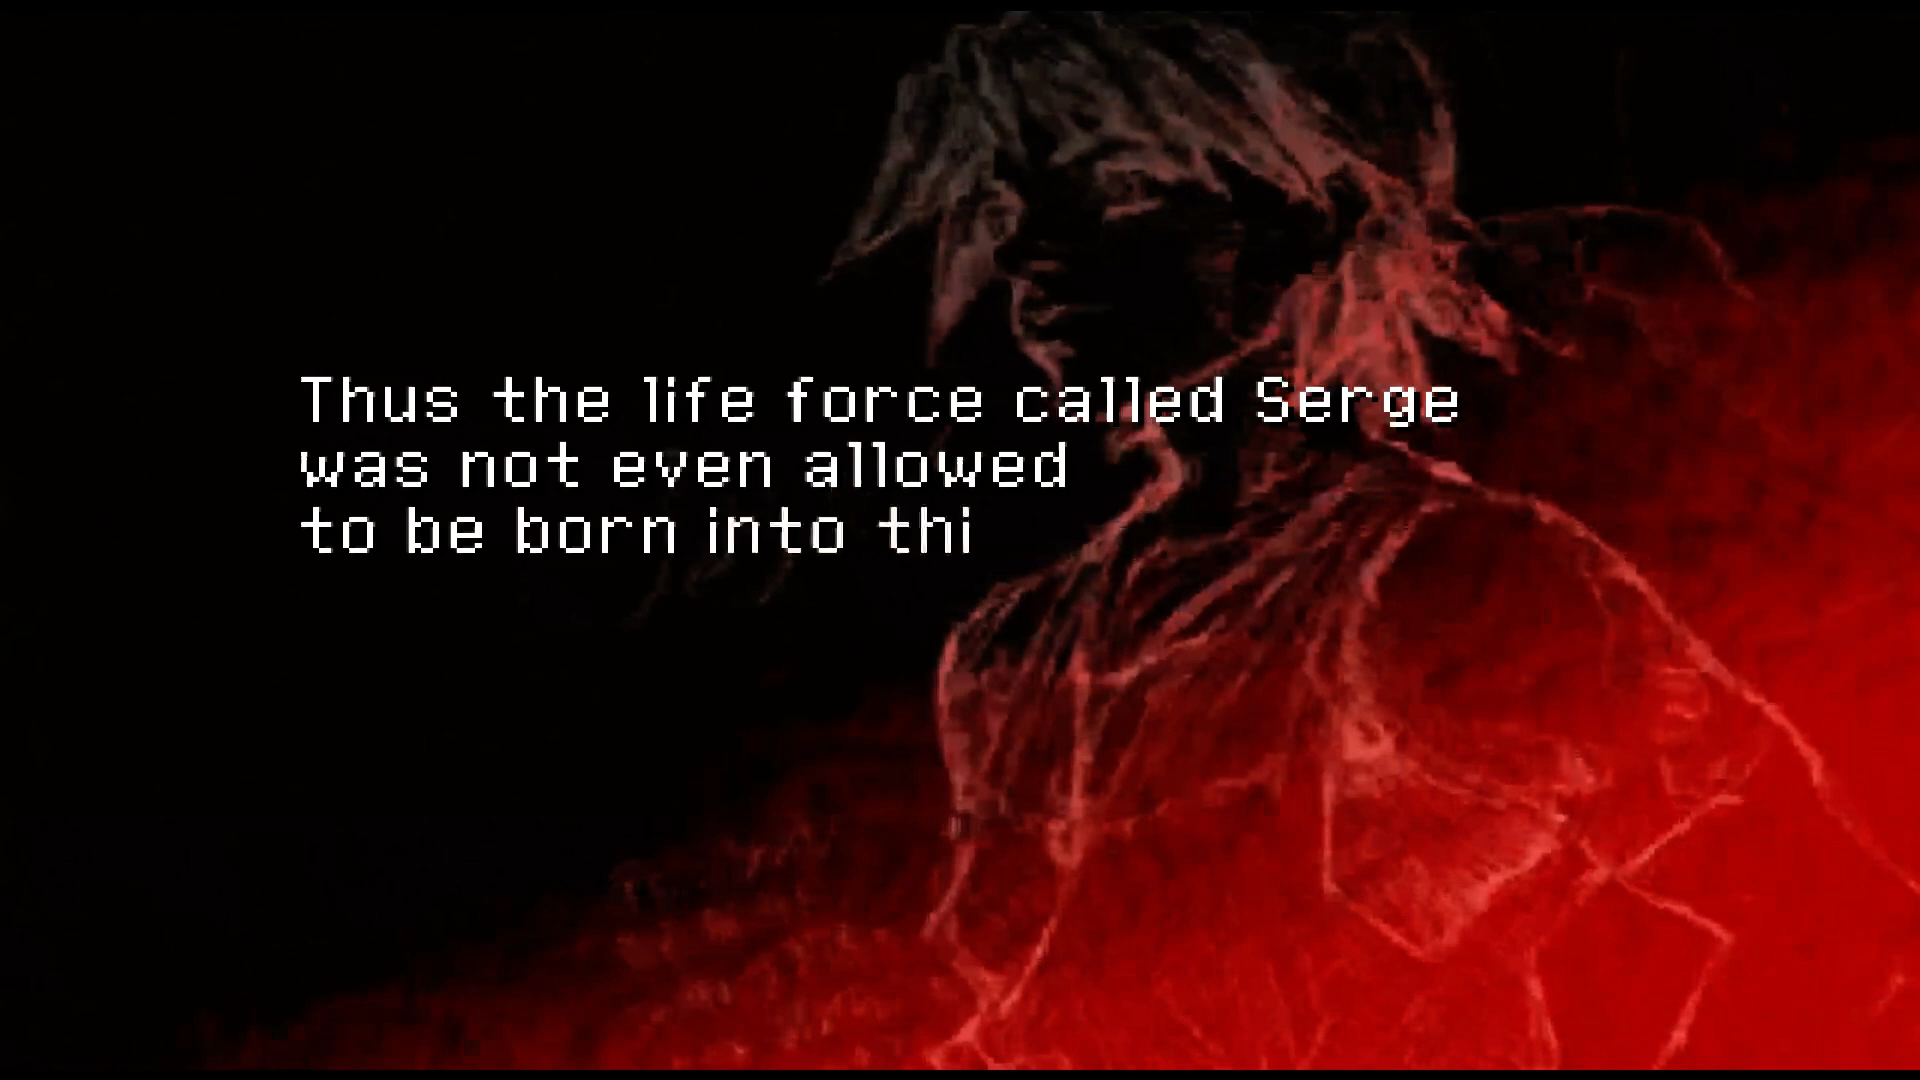 Thus the life force called Serge
was not even allowed
to be born into thi